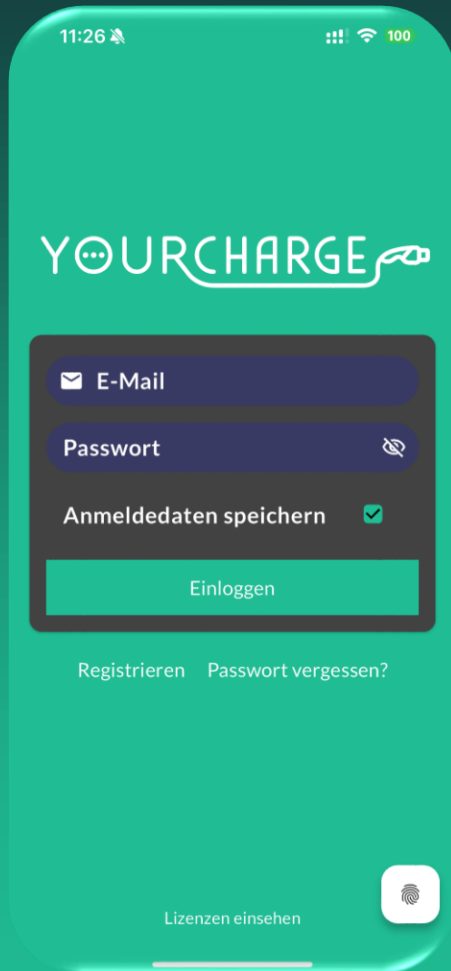 11:26
100
YOURCHARGE
E-Mail
Passwort
Anmeldedaten speichern
Einloggen
Registrieren Passwort vergessen?
Lizenzen einsehen